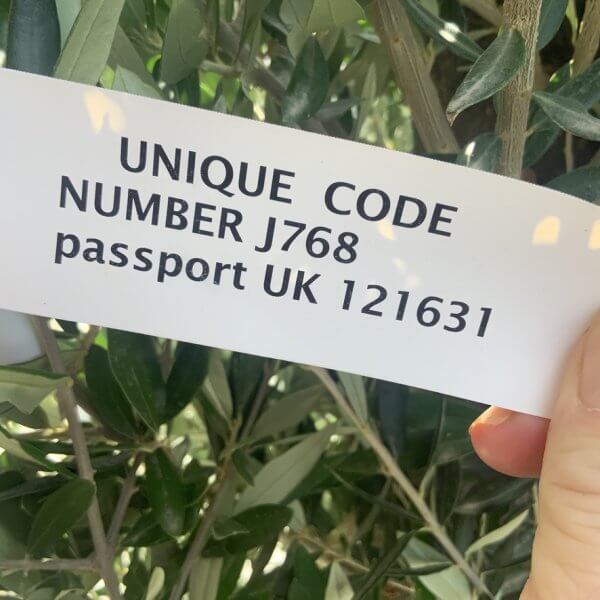 UNIQUE CODE
NUMBER J768
passport UK 121631